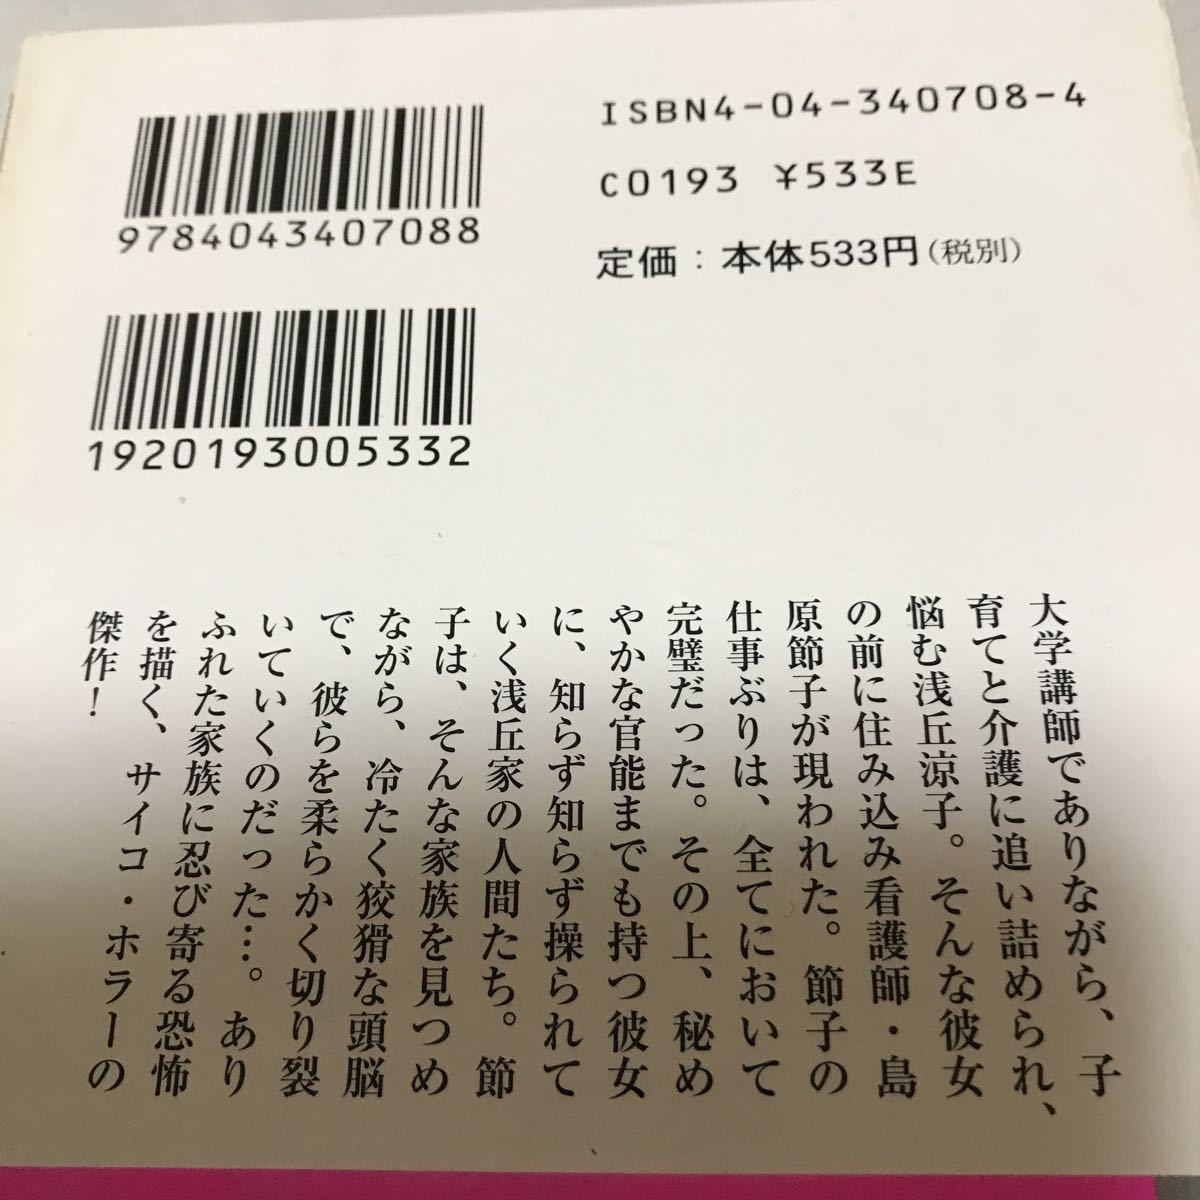 ISBN4-04-340708-4
C0193 ¥533E
定価：本体533円（税別）
9784043407088
1920193005332
大学講師でありながら、子
育てと介護に追い詰められ、
悩む浅丘涼子。そんな彼女
の前に住み込み看護師・島
原節子が現われた。節子の
仕事ぶりは、全てにおいて
完璧だった。その上、秘め
やかな官能までも持つ彼女
に、知らず知らず操られて
いく浅丘家の人間たち。節
子は、そんな家族を見つめ
ながら、冷たく狡猾な頭脳
で、彼らを柔らかく切り裂
いていくのだった…。あり
ふれた家族に忍び寄る恐怖
を描く、サイコ・ホラーの
傑作！